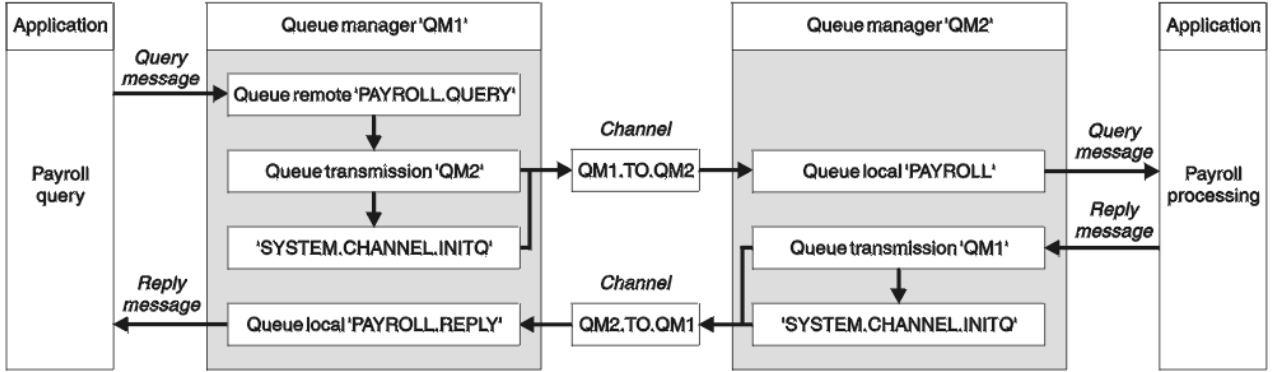 Application
Queue manager 'QM1'
Queue manager 'QM2'
Application
Query
message
Queue remote 'PAYROLL.QUERY'
Channel
Query
message
Payroll
query
Queue transmission 'QM2'
QM1.TO.QM2
Queue local 'PAYROLL'
Payroll
processing
Reply
message
'SYSTEM.CHANNEL.INITQ'
Queue transmission 'QM1'
Reply
message
Channel
Queue local 'PAYROLL.REPLY'
QM2.TO.QM1
'SYSTEM.CHANNEL.INITQ'